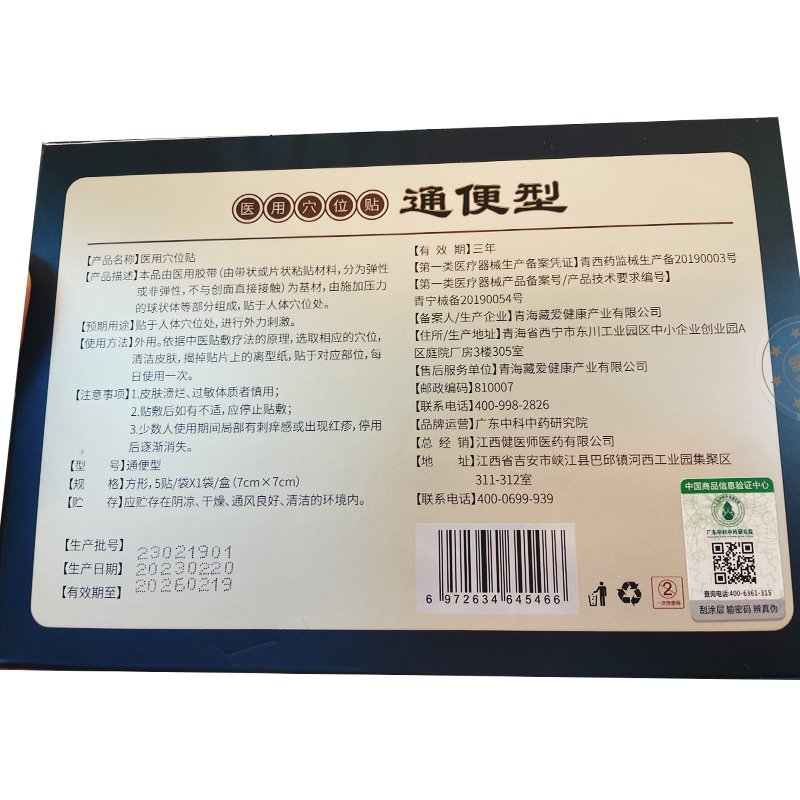 医用穴位贴 通便型
【产品名称】医用穴位贴
【产品描述】本品由医用胶带(由带状或片状粘贴材料，分为弹性
或非弹性，不与创面直接接触)为基材，由施加压力
的球状体等部分组成，贴于人体穴位处。
【预期用途】贴于人体穴位处，进行外力刺激。
【使用方法】外用。依据中医贴敷疗法的原理，选取相应的穴位，
清洁皮肤，揭掉贴片上的离型纸，贴于对应部位，每
日使用一次。
【注意事项】1.皮肤溃烂、过敏体质者慎用；
2.贴敷后如有不适，应停止贴敷；
3.少数人使用期间局部有刺痒感或出现红疹，停用
后逐渐消失。
【型 号】通便型
【规 格】方形，5贴/袋X1袋/盒(7cm×7cm)
【贮 存】应贮存在阴凉、干燥、通风良好、清洁的环境内。
【生产批号】23021901
【生产日期】20230220
【有效期至】20260219
【有 效 期】三年
【第一类医疗器械生产备案凭证】青西药监械生产备20190003号
【第一类医疗器械产品备案号/产品技术要求编号】
青宁械备20190054号
【备案人/生产企业】青海藏爱健康产业有限公司
【住所/生产地址】青海省西宁市东川工业园区中小企业创业园A
区庭院厂房3楼305室
【售后服务单位】青海藏爱健康产业有限公司
【邮政编码】810007
【联系电话】400-998-2826
【品牌运营】广东中科中药研究院
【总 经 销】江西健医师医药有限公司
【地 址】江西省吉安市峡江县巴邱镇河西工业园集聚区
311-312室
【联系电话】400-0699-939
6 972634 645466
2
一次性使用
中国商品信息验证中心
广东中科中药研究院
查询电话:400-6361-315
刮涂层 输密码 辨真伪